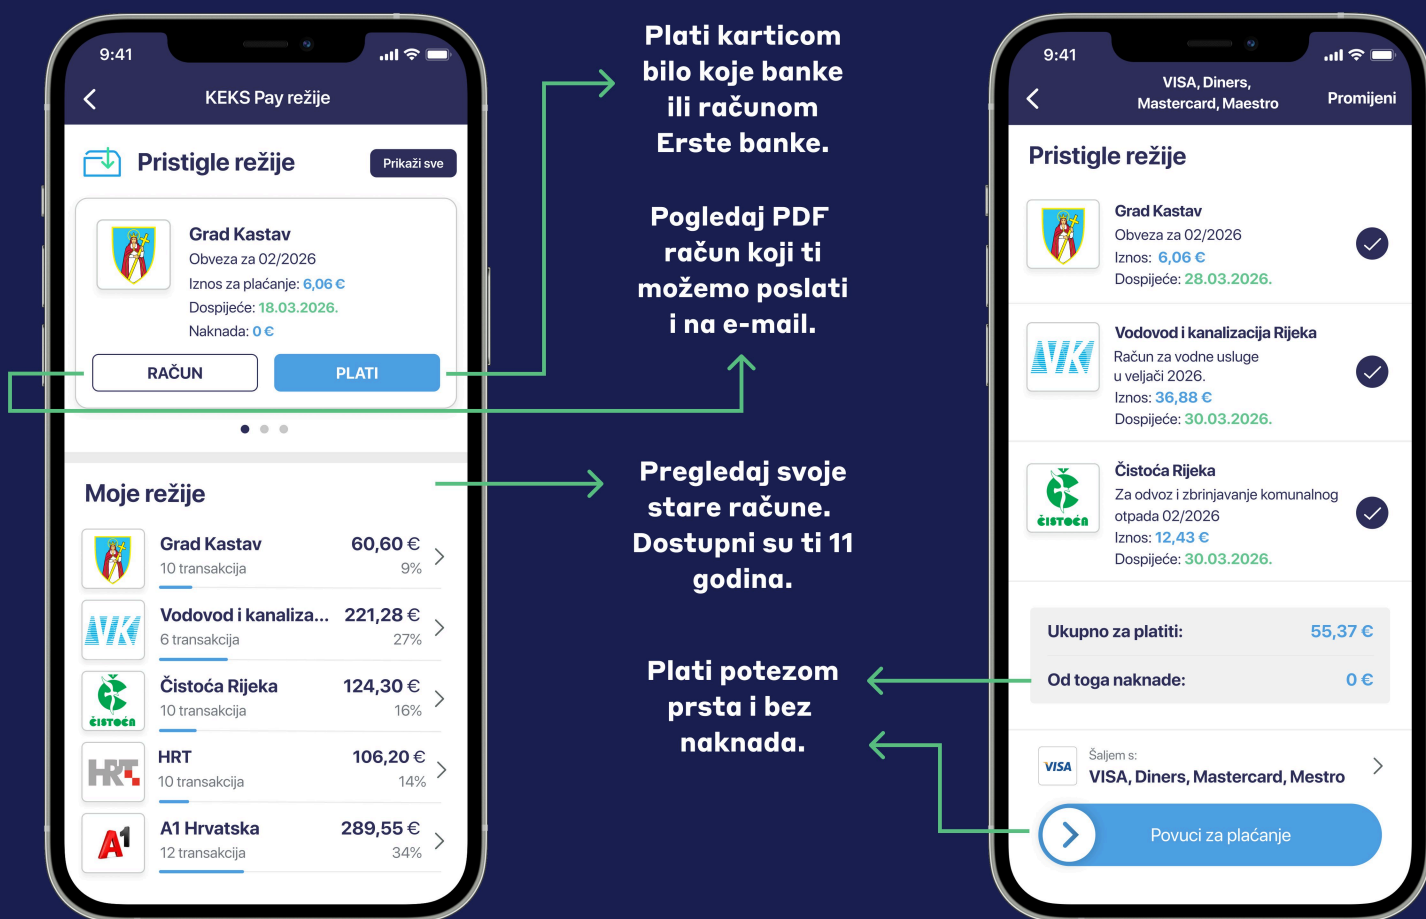 9:41
KEKS Pay režije
Pristigle režije
Prikaži sve
Grad Kastav
Obveza za 02/2026
Iznos za plaćanje: 6,06 €
Dospijeće: 18.03.2026.
Naknada: 0 €
RAČUN
PLATI
Moje režije
Grad Kastav 60,60 €
10 transakcija 9%
Vodovod i kanaliza... 221,28 €
6 transakcija 27%
ČISTOĆA
Čistoća Rijeka 124,30 €
10 transakcija 16%
HRT
HRT 106,20 €
10 transakcija 14%
A1
A1 Hrvatska 289,55 €
12 transakcija 34%
Plati karticom
bilo koje banke
ili računom
Erste banke.
Pogledaj PDF
račun koji ti
možemo poslati
i na e-mail.
Pregledaj svoje
stare račune.
Dostupni su ti 11
godina.
Plati potezom
prsta i bez
naknada.
9:41
VISA, Diners,
Mastercard, Maestro
Promijeni
Pristigle režije
Grad Kastav
Obveza za 02/2026
Iznos: 6,06 €
Dospijeće: 28.03.2026.
VK
Vodovod i kanalizacija Rijeka
Račun za vodne usluge
u veljači 2026.
Iznos: 36,88 €
Dospijeće: 30.03.2026.
ČISTOĆA
Čistoća Rijeka
Za odvoz i zbrinjavanje komunalnog
otpada 02/2026
Iznos: 12,43 €
Dospijeće: 30.03.2026.
Ukupno za platiti: 55,37 €
Od toga naknade: 0 €
VISA
Šaljem s:
VISA, Diners, Mastercard, Mestro
Povuci za plaćanje